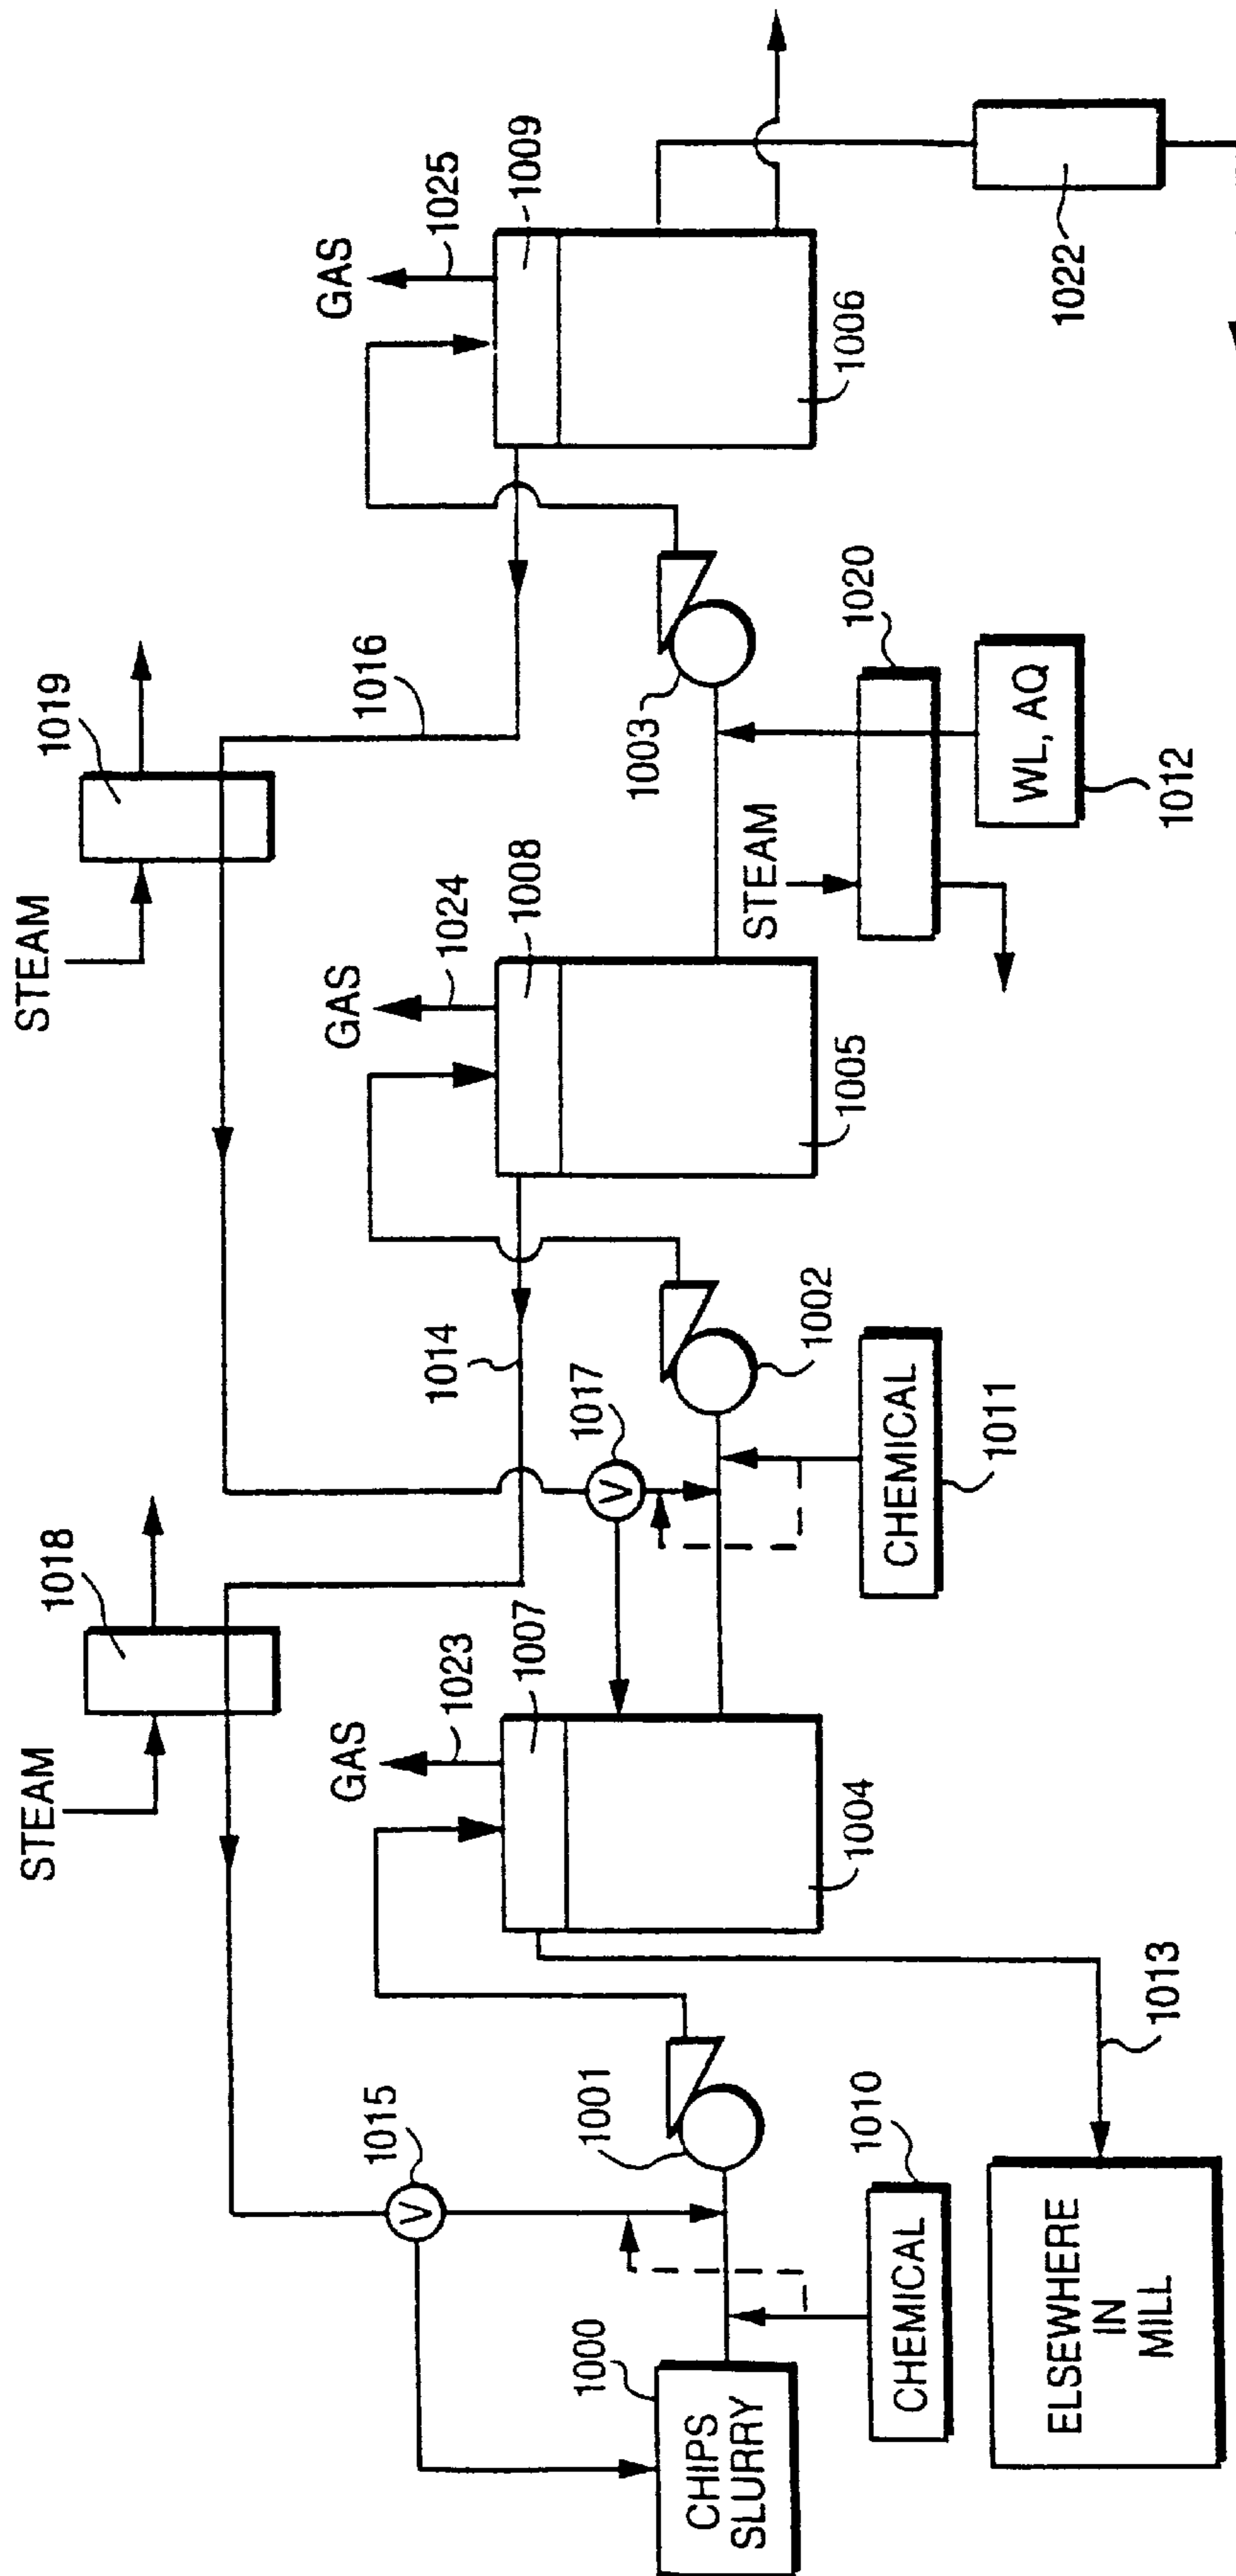 STEAM
1018
STEAM
1019
1016
1015
GAS
1023
1007
1014
1017
GAS
1024
1008
GAS
1025
1009
1000
CHIPS
SLURRY
1001
1004
V
V
1002
1005
1003
1006
CHEMICAL
1010
CHEMICAL
1011
STEAM
1020
WL, AQ
1012
1022
ELSEWHERE
IN
MILL
1013